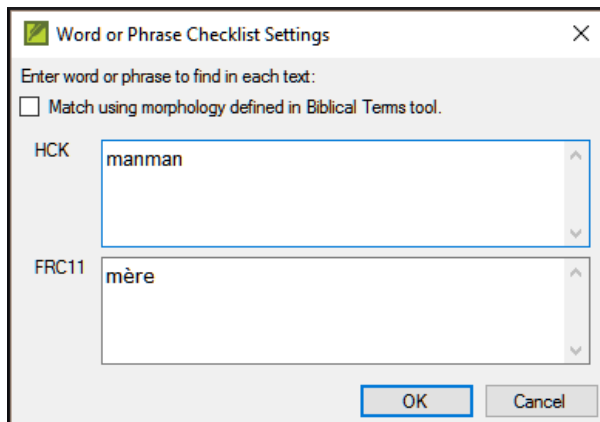 Word or Phrase Checklist Settings
Enter word or phrase to find in each text:
Match using morphology defined in Biblical Terms tool.
HCK
manman
FRC11
mère
OK Cancel